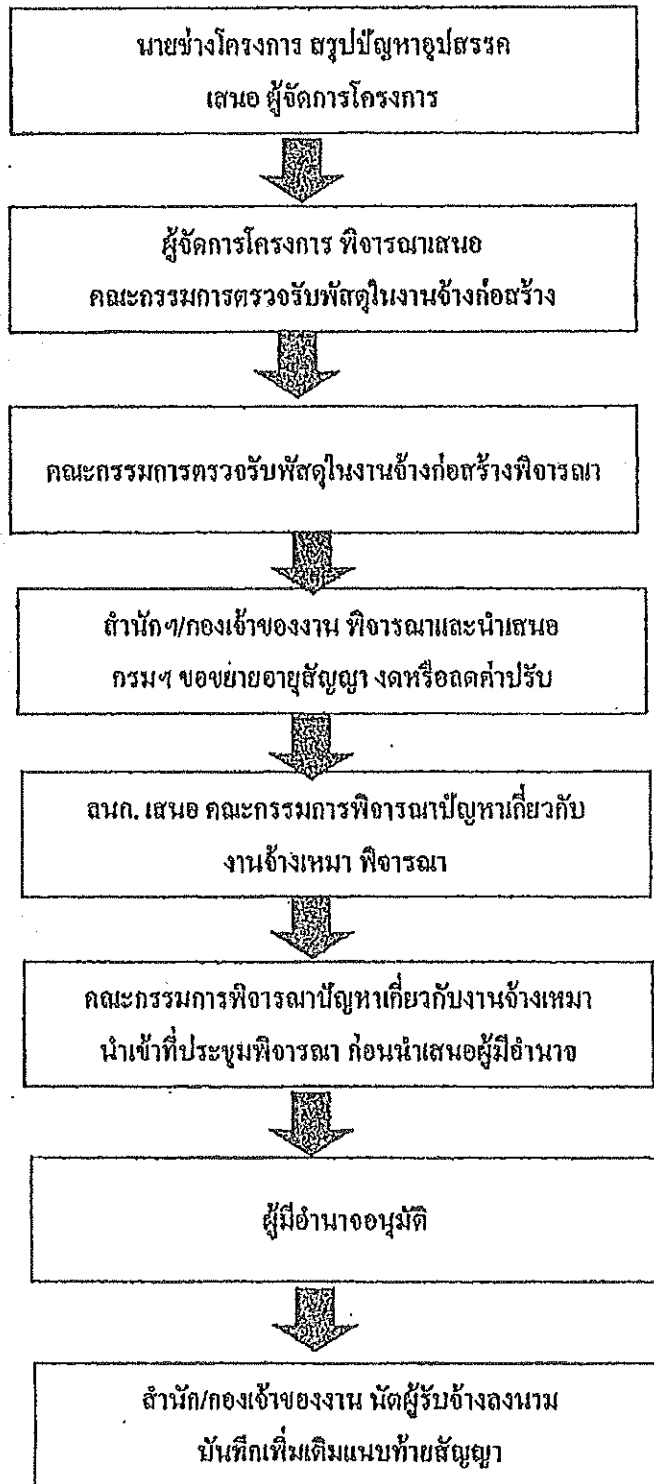 นายช่างโครงการ สรุปปัญหาอุปสรรค
เสนอ ผู้จัดการโครงการ
ผู้จัดการโครงการ พิจารณาเสนอ
คณะกรรมการตรวจรับพัสดุในงานจ้างก่อสร้าง
คณะกรรมการตรวจรับพัสดุในงานจ้างก่อสร้างพิจารณา
สำนักฯ/กองเจ้าของงาน พิจารณาและนำเสนอ
กรมฯ ขอขยายอายุสัญญา งดหรือลดค่าปรับ
ลนก. เสนอ คณะกรรมการพิจารณาปัญหาเกี่ยวกับ
งานจ้างเหมา พิจารณา
คณะกรรมการพิจารณาปัญหาเกี่ยวกับงานจ้างเหมา
นำเข้าที่ประชุมพิจารณา ก่อนนำเสนอผู้มีอำนาจ
ผู้มีอำนาจอนุมัติ
สำนัก/กองเจ้าของงาน นัดผู้รับจ้างลงนาม
บันทึกเพิ่มเติมแนบท้ายสัญญา